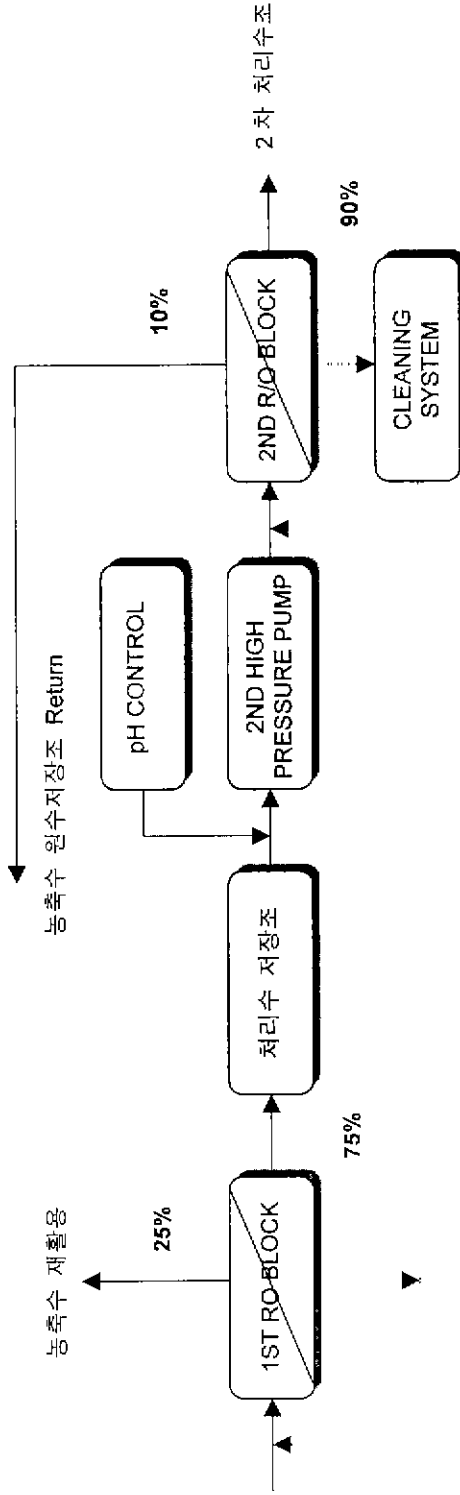 농축수 재활용
25%
1ST RO BLOCK
75%
처리수 저장조
농축수 원수저장조 Return
pH CONTROL
2ND HIGH
PRESSURE PUMP
10%
2ND R/O BLOCK
90%
2차 처리수조
CLEANING
SYSTEM